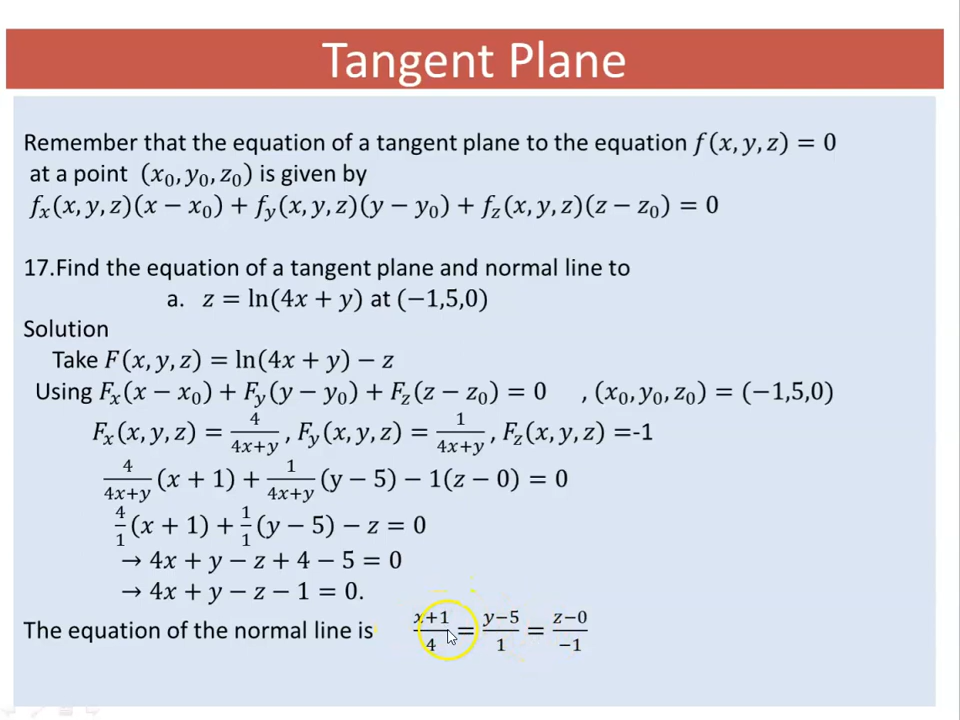 Tangent Plane
Remember that the equation of a tangent plane to the equation f(x, y, z) = 0
at a point (x₀, y₀, z₀) is given by
fₓ(x, y, z)(x − x₀) + f_y(x, y, z)(y − y₀) + f_z(x, y, z)(z − z₀) = 0
17.Find the equation of a tangent plane and normal line to
a. z = ln(4x + y) at (−1,5,0)
Solution
Take F(x, y, z) = ln(4x + y) − z
Using Fₓ(x − x₀) + F_y(y − y₀) + F_z(z − z₀) = 0 , (x₀, y₀, z₀) = (−1,5,0)
Fₓ(x, y, z) = 4/(4x+y) , F_y(x, y, z) = 1/(4x+y) , F_z(x, y, z) =-1
4/(4x+y) (x + 1) + 1/(4x+y) (y − 5) − 1(z − 0) = 0
4/1 (x + 1) + 1/1 (y − 5) − z = 0
→ 4x + y − z + 4 − 5 = 0
→ 4x + y − z − 1 = 0.
The equation of the normal line is (x+1)/4 = (y−5)/1 = (z−0)/−1